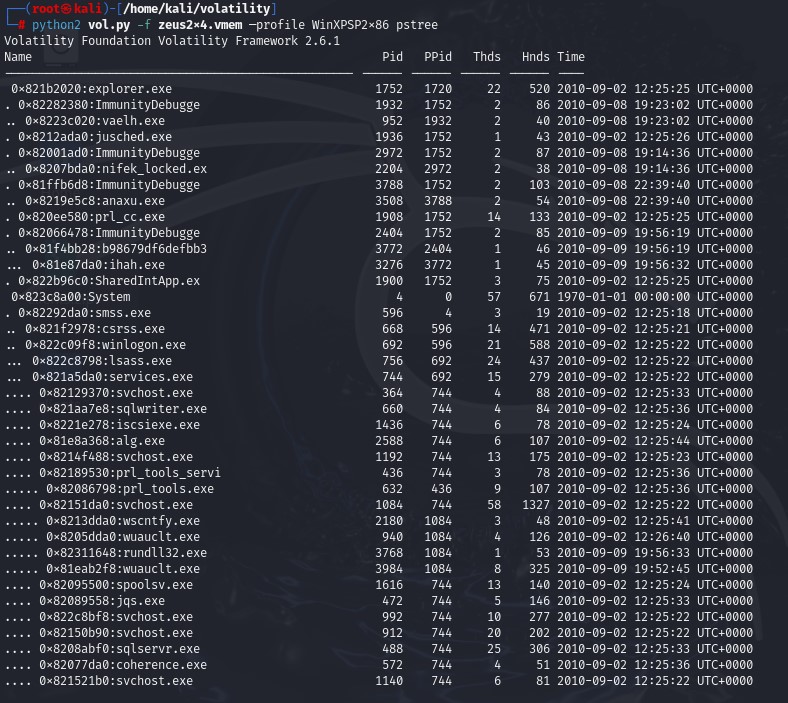 ┌──(root㉿kali)-[/home/kali/volatility]
└─# python2 vol.py -f zeus2×4.vmem —profile WinXPSP2×86 pstree
Volatility Foundation Volatility Framework 2.6.1
Name Pid PPid Thds Hnds Time
0×821b2020:explorer.exe 1752 1720 22 520 2010-09-02 12:25:25 UTC+0000
. 0×82282380:ImmunityDebugge 1932 1752 2 86 2010-09-08 19:23:02 UTC+0000
.. 0×8223c020:vaelh.exe 952 1932 2 40 2010-09-08 19:23:02 UTC+0000
. 0×8212ada0:jusched.exe 1936 1752 1 43 2010-09-02 12:25:26 UTC+0000
. 0×82001ad0:ImmunityDebugge 2972 1752 2 87 2010-09-08 19:14:36 UTC+0000
.. 0×8207bda0:nifek_locked.ex 2204 2972 2 38 2010-09-08 19:14:36 UTC+0000
. 0×81ffb6d8:ImmunityDebugge 3788 1752 2 103 2010-09-08 22:39:40 UTC+0000
.. 0×8219e5c8:anaxu.exe 3508 3788 2 54 2010-09-08 22:39:40 UTC+0000
. 0×820ee580:prl_cc.exe 1908 1752 14 133 2010-09-02 12:25:25 UTC+0000
. 0×82066478:ImmunityDebugge 2404 1752 2 85 2010-09-09 19:56:19 UTC+0000
.. 0×81f4bb28:b98679df6defbb3 3772 2404 1 46 2010-09-09 19:56:19 UTC+0000
... 0×81e87da0:ihah.exe 3276 3772 1 45 2010-09-09 19:56:32 UTC+0000
. 0×822b96c0:SharedIntApp.ex 1900 1752 3 75 2010-09-02 12:25:25 UTC+0000
0×823c8a00:System 4 0 57 671 1970-01-01 00:00:00 UTC+0000
. 0×82292da0:smss.exe 596 4 3 19 2010-09-02 12:25:18 UTC+0000
.. 0×821f2978:csrss.exe 668 596 14 471 2010-09-02 12:25:21 UTC+0000
.. 0×822c09f8:winlogon.exe 692 596 21 588 2010-09-02 12:25:22 UTC+0000
... 0×822c8798:lsass.exe 756 692 24 437 2010-09-02 12:25:22 UTC+0000
... 0×821a5da0:services.exe 744 692 15 279 2010-09-02 12:25:22 UTC+0000
.... 0×82129370:svchost.exe 364 744 4 88 2010-09-02 12:25:33 UTC+0000
.... 0×821aa7e8:sqlwriter.exe 660 744 4 84 2010-09-02 12:25:36 UTC+0000
.... 0×8221e278:iscsiexe.exe 1436 744 6 78 2010-09-02 12:25:24 UTC+0000
.... 0×81e8a368:alg.exe 2588 744 6 107 2010-09-02 12:25:44 UTC+0000
.... 0×8214f488:svchost.exe 1192 744 13 175 2010-09-02 12:25:23 UTC+0000
.... 0×82189530:prl_tools_servi 436 744 3 78 2010-09-02 12:25:36 UTC+0000
..... 0×82086798:prl_tools.exe 632 436 9 107 2010-09-02 12:25:36 UTC+0000
.... 0×82151da0:svchost.exe 1084 744 58 1327 2010-09-02 12:25:22 UTC+0000
..... 0×8213dda0:wscntfy.exe 2180 1084 3 48 2010-09-02 12:25:41 UTC+0000
..... 0×8205dda0:wuauclt.exe 940 1084 4 126 2010-09-02 12:26:40 UTC+0000
..... 0×82311648:rundll32.exe 3768 1084 1 53 2010-09-09 19:56:33 UTC+0000
..... 0×81eab2f8:wuauclt.exe 3984 1084 8 325 2010-09-09 19:52:45 UTC+0000
.... 0×82095500:spoolsv.exe 1616 744 13 140 2010-09-02 12:25:24 UTC+0000
.... 0×82089558:jqs.exe 472 744 5 146 2010-09-02 12:25:33 UTC+0000
.... 0×822c8bf8:svchost.exe 992 744 10 277 2010-09-02 12:25:22 UTC+0000
.... 0×82150b90:svchost.exe 912 744 20 202 2010-09-02 12:25:22 UTC+0000
.... 0×8208abf0:sqlservr.exe 488 744 25 306 2010-09-02 12:25:33 UTC+0000
.... 0×82077da0:coherence.exe 572 744 4 51 2010-09-02 12:25:36 UTC+0000
.... 0×821521b0:svchost.exe 1140 744 6 81 2010-09-02 12:25:22 UTC+0000